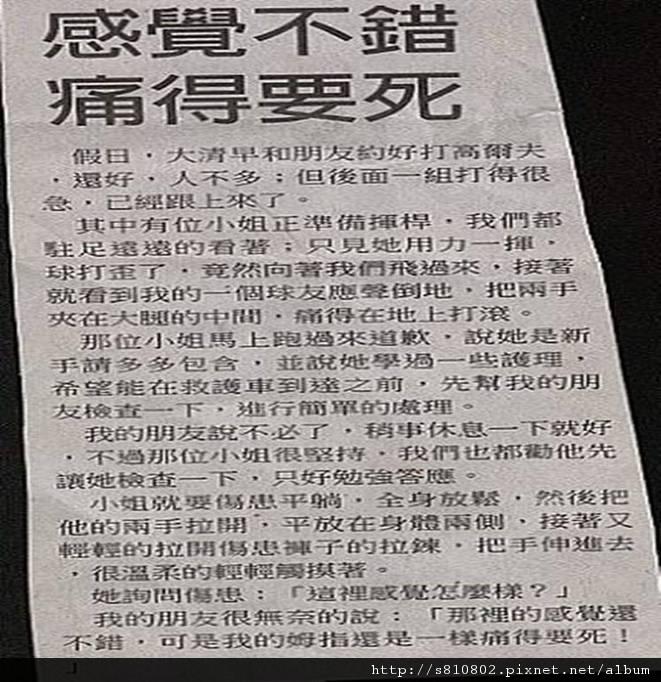 感覺不錯
痛得要死
假日，大清早和朋友約好打高爾夫
，還好，人不多；但後面一組打得很
急，已經跟上來了。
其中有位小姐正準備揮桿，我們都
駐足遠遠的看著；只見她用力一揮，
球打歪了，竟然向著我們飛過來，接著
就看到我的一個球友應聲倒地，把兩手
夾在大腿的中間，痛得在地上打滾。
那位小姐馬上跑過來道歉，說她是新
手請多多包含，並說她學過一些護理，
希望能在救護車到達之前，先幫我的朋
友檢查一下，進行簡單的處理。
我的朋友說不必了，稍事休息一下就好
，不過那位小姐很堅持，我們也都勸他先
讓她檢查一下，只好勉強答應。
小姐就要傷患平躺，全身放鬆，然後把
他的兩手拉開，平放在身體兩側，接著又
輕輕的拉開傷患褲子的拉鍊，把手伸進去
，很溫柔的輕輕觸摸著。
她詢問傷患：「這裡感覺怎麼樣？」
我的朋友很無奈的說：「那裡的感覺還
不錯，可是我的姆指還是一樣痛得要死！
」
http://s810802.pixnet.net/album